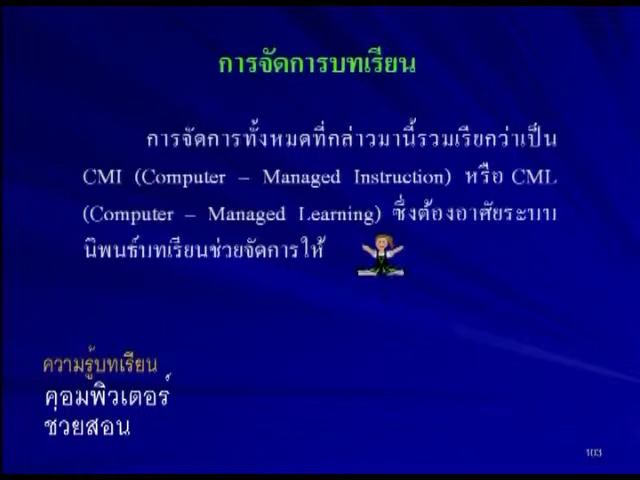 การจัดการบทเรียน
การจัดการทั้งหมดที่กล่าวมานี้รวมเรียกว่าเป็น
CMI (Computer – Managed Instruction) หรือ CML
(Computer – Managed Learning) ซึ่งต้องอาศัยระบบ
นิพนธ์บทเรียนช่วยจัดการให้
ความรู้บทเรียน
คอมพิวเตอร์
ช่วยสอน
103